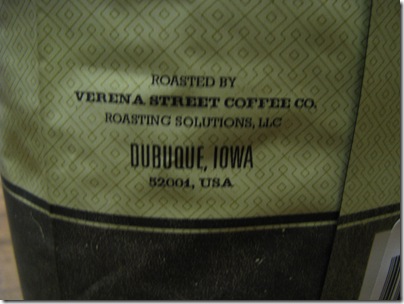 ROASTED BY
VERENA STREET COFFEE CO.
ROASTING SOLUTIONS, LLC
DUBUQUE, IOWA
52001, USA